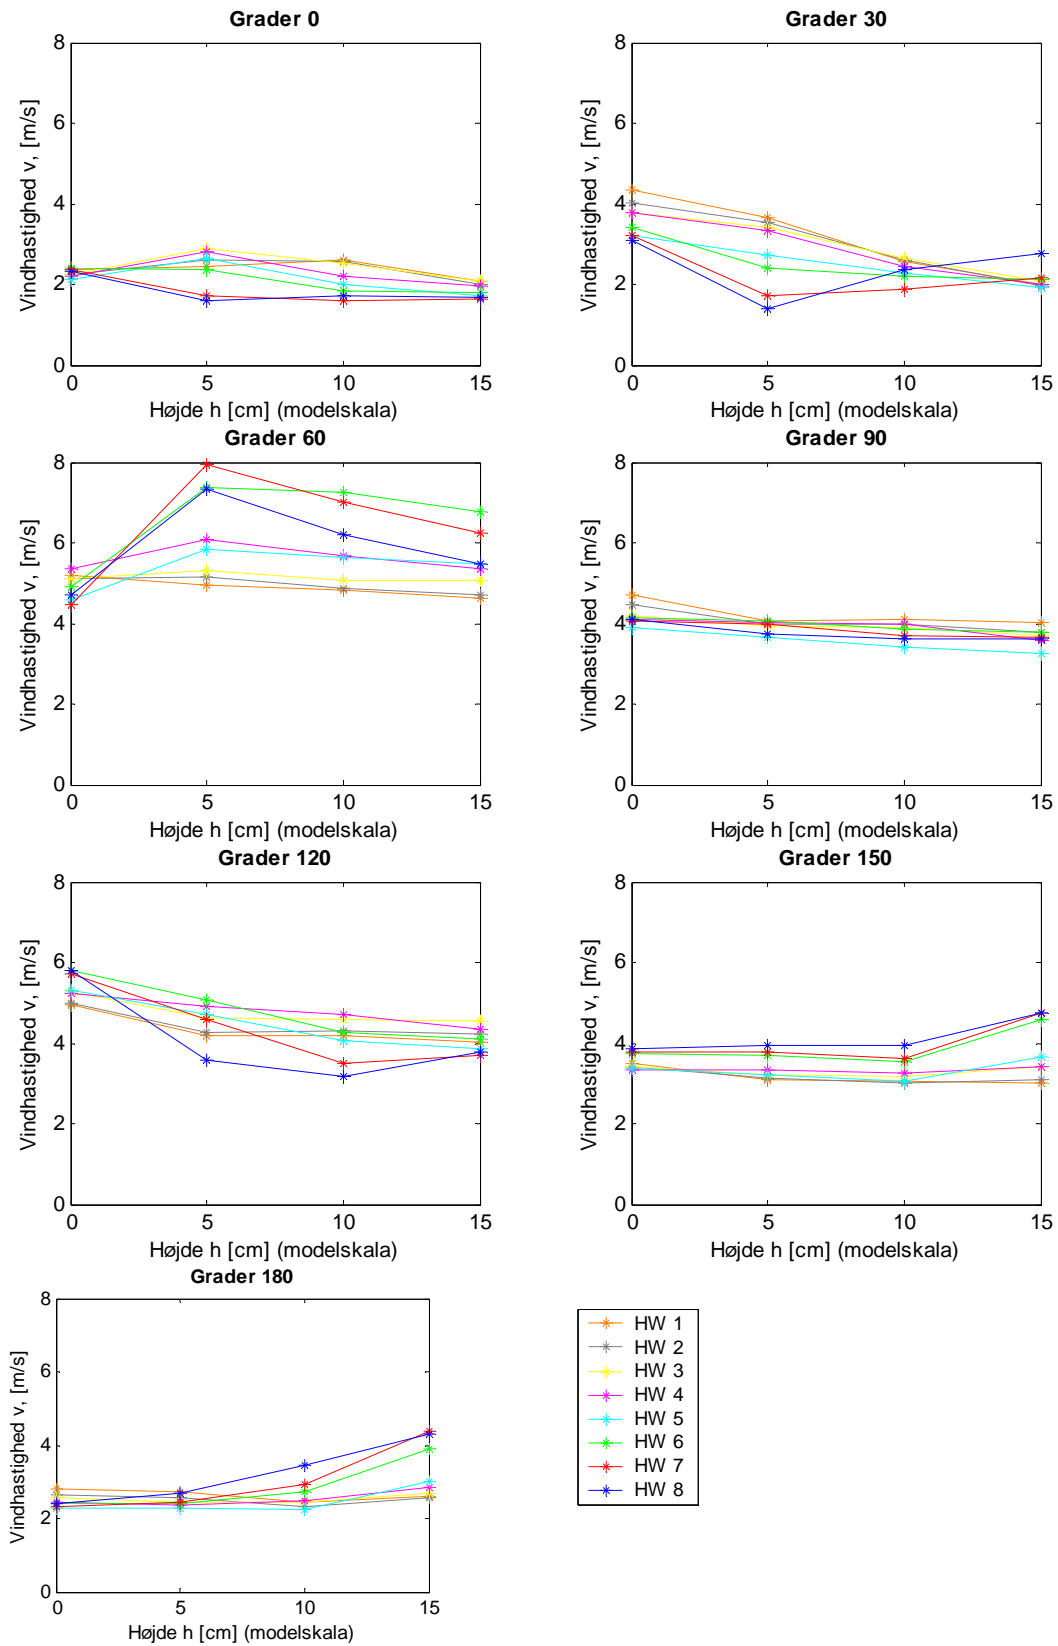 Grader 0
8
6
4
2
0
0 5 10 15
Vindhastighed v, [m/s]
Højde h [cm] (modelskala)
Grader 30
8
6
4
2
0
0 5 10 15
Vindhastighed v, [m/s]
Højde h [cm] (modelskala)
Grader 60
8
6
4
2
0
0 5 10 15
Vindhastighed v, [m/s]
Højde h [cm] (modelskala)
Grader 90
8
6
4
2
0
0 5 10 15
Vindhastighed v, [m/s]
Højde h [cm] (modelskala)
Grader 120
8
6
4
2
0
0 5 10 15
Vindhastighed v, [m/s]
Højde h [cm] (modelskala)
Grader 150
8
6
4
2
0
0 5 10 15
Vindhastighed v, [m/s]
Højde h [cm] (modelskala)
Grader 180
8
6
4
2
0
0 5 10 15
Vindhastighed v, [m/s]
Højde h [cm] (modelskala)
HW 1
HW 2
HW 3
HW 4
HW 5
HW 6
HW 7
HW 8